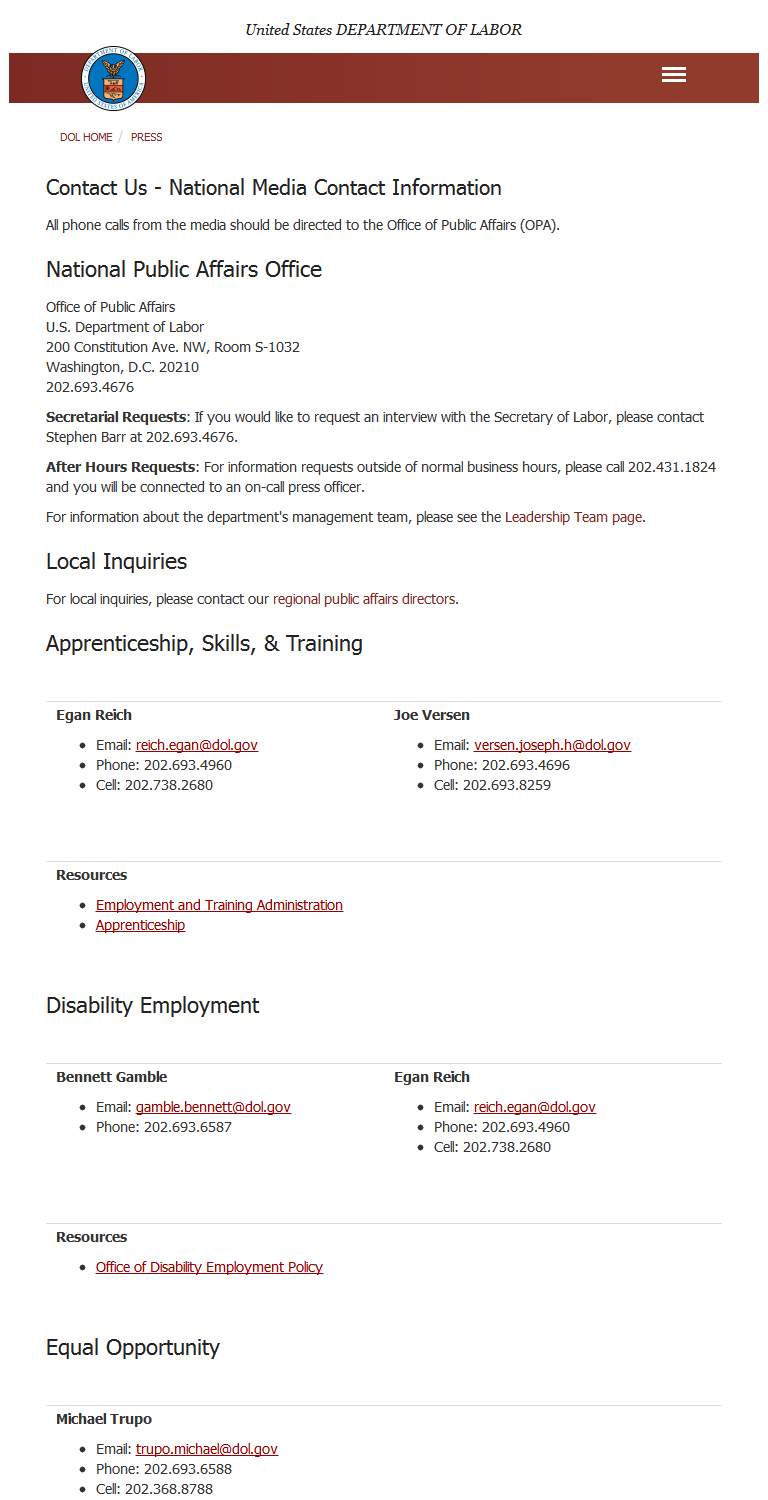 United States DEPARTMENT OF LABOR
DEPARTMENT OF LABOR
UNITED STATES OF AMERICA
DOL HOME / PRESS
Contact Us - National Media Contact Information
All phone calls from the media should be directed to the Office of Public Affairs (OPA).
National Public Affairs Office
Office of Public Affairs
U.S. Department of Labor
200 Constitution Ave. NW, Room S-1032
Washington, D.C. 20210
202.693.4676
Secretarial Requests: If you would like to request an interview with the Secretary of Labor, please contact
Stephen Barr at 202.693.4676.
After Hours Requests: For information requests outside of normal business hours, please call 202.431.1824
and you will be connected to an on-call press officer.
For information about the department's management team, please see the Leadership Team page.
Local Inquiries
For local inquiries, please contact our regional public affairs directors.
Apprenticeship, Skills, & Training
Egan Reich
• Email: reich.egan@dol.gov
• Phone: 202.693.4960
• Cell: 202.738.2680
Joe Versen
• Email: versen.joseph.h@dol.gov
• Phone: 202.693.4696
• Cell: 202.693.8259
Resources
• Employment and Training Administration
• Apprenticeship
Disability Employment
Bennett Gamble
• Email: gamble.bennett@dol.gov
• Phone: 202.693.6587
Egan Reich
• Email: reich.egan@dol.gov
• Phone: 202.693.4960
• Cell: 202.738.2680
Resources
• Office of Disability Employment Policy
Equal Opportunity
Michael Trupo
• Email: trupo.michael@dol.gov
• Phone: 202.693.6588
• Cell: 202.368.8788